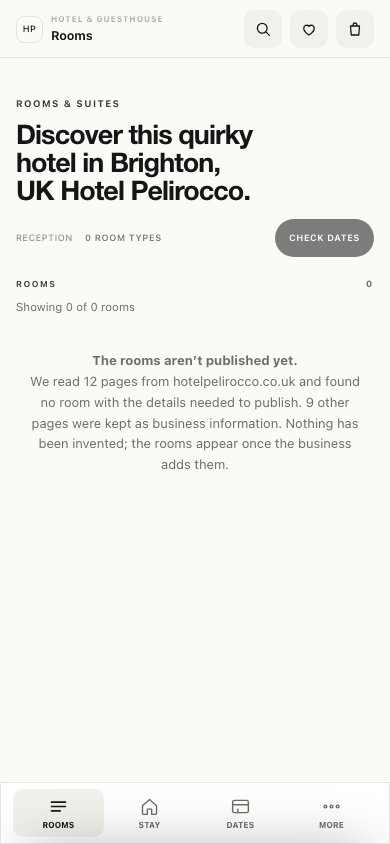 HP
HOTEL & GUESTHOUSE
Rooms
ROOMS & SUITES
Discover this quirky
hotel in Brighton,
UK Hotel Pelirocco.
RECEPTION 0 ROOM TYPES
CHECK DATES
ROOMS 0
Showing 0 of 0 rooms
The rooms aren’t published yet.
We read 12 pages from hotelpelirocco.co.uk and found
no room with the details needed to publish. 9 other
pages were kept as business information. Nothing has
been invented; the rooms appear once the business
adds them.
ROOMS STAY DATES MORE